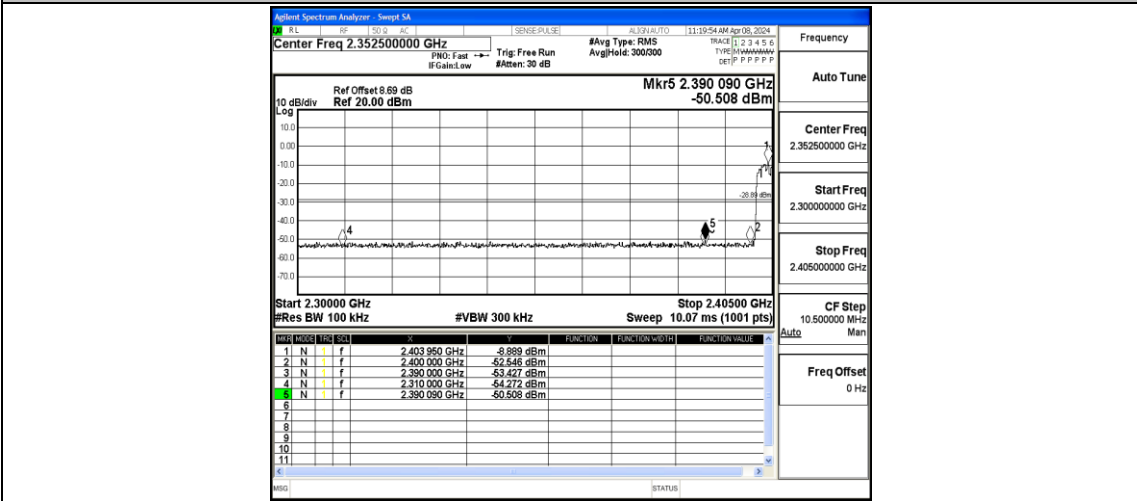 Agilent Spectrum Analyzer - Swept SA
RL RF 50 Ω AC SENSE:PULSE ALIGN AUTO 11:19:54 AM Apr 08, 2024
Center Freq 2.352500000 GHz #Avg Type: RMS TRACE 1 2 3 4 5 6
PNO: Fast Trig: Free Run Avg|Hold: 300/300 TYPE M
IFGain:Low #Atten: 30 dB DET P P P P P P
Mkr5 2.390 090 GHz
-50.508 dBm
Ref Offset 8.69 dB
10 dB/div Ref 20.00 dBm
Log
10.0
0.00
1
-10.0
-20.0
-28.89 dBm
-30.0
-40.0
4 5 2
-50.0
-60.0
-70.0
Start 2.30000 GHz Stop 2.40500 GHz
#Res BW 100 kHz #VBW 300 kHz Sweep 10.07 ms (1001 pts)
MKR MODE TRC SCL X Y FUNCTION FUNCTION WIDTH FUNCTION VALUE
1 N 1 f 2.403 950 GHz -8.889 dBm
2 N 1 f 2.400 000 GHz -52.546 dBm
3 N 1 f 2.390 000 GHz -53.427 dBm
4 N 1 f 2.310 000 GHz -54.272 dBm
5 N 1 f 2.390 090 GHz -50.508 dBm
6
7
8
9
10
11
MSG STATUS
Frequency
Auto Tune
Center Freq
2.352500000 GHz
Start Freq
2.300000000 GHz
Stop Freq
2.405000000 GHz
CF Step
10.500000 MHz
Auto Man
Freq Offset
0 Hz